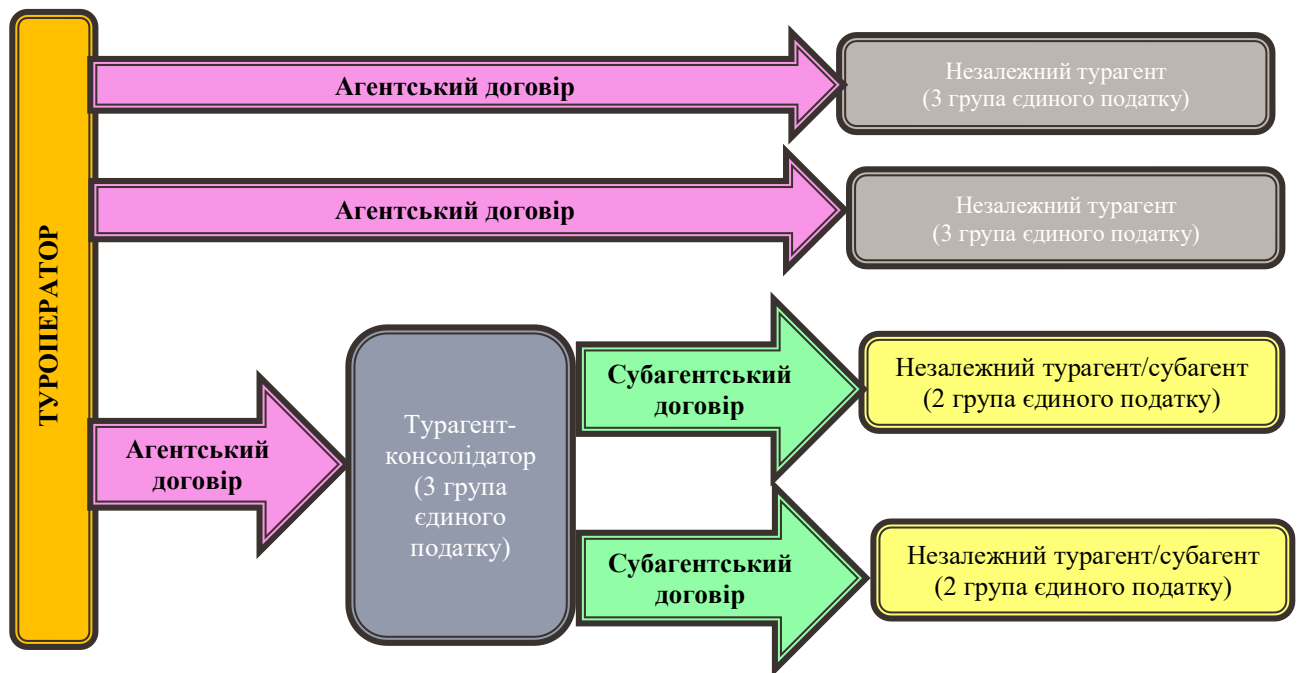 ТУРОПЕРАТОР
Агентський договір
Незалежний турагент
(3 група єдиного податку)
Агентський договір
Незалежний турагент
(3 група єдиного податку)
Агентський
договір
Турагент-
консолідатор
(3 група
єдиного
податку)
Субагентський
договір
Незалежний турагент/субагент
(2 група єдиного податку)
Субагентський
договір
Незалежний турагент/субагент
(2 група єдиного податку)